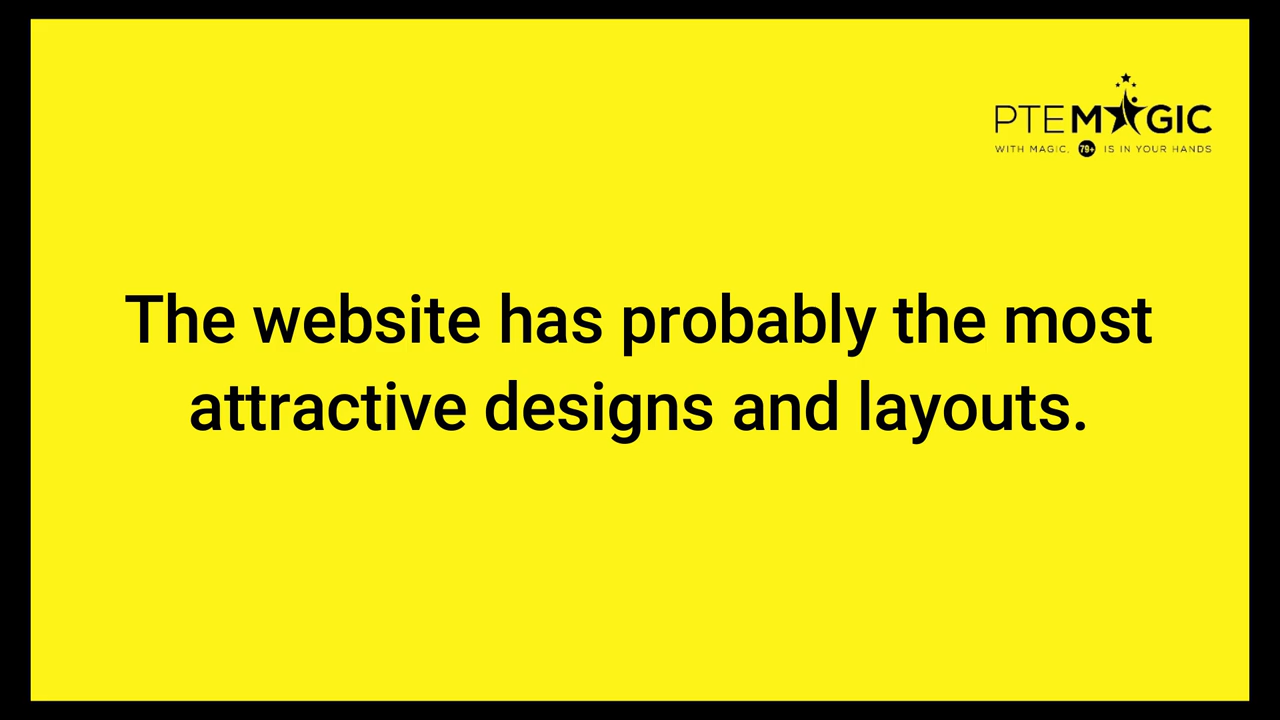 PTEMAGIC
WITH MAGIC, 79+ IS IN YOUR HANDS
The website has probably the most
attractive designs and layouts.